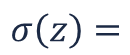 σ(z) =